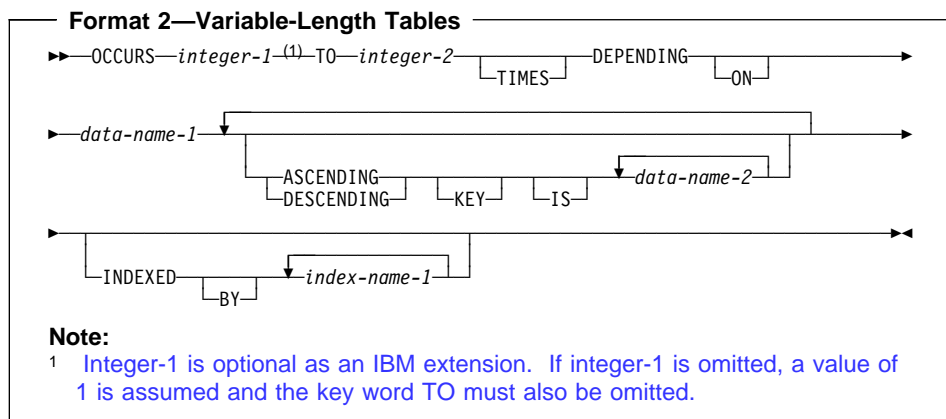 Format 2—Variable-Length Tables
OCCURS integer-1 (1) TO integer-2 TIMES DEPENDING ON
data-name-1
ASCENDING KEY IS data-name-2
DESCENDING
INDEXED BY index-name-1
Note:
1 Integer-1 is optional as an IBM extension. If integer-1 is omitted, a value of
1 is assumed and the key word TO must also be omitted.